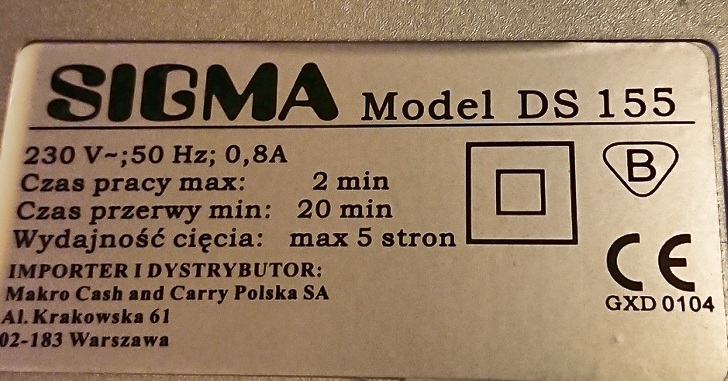 SIGMA Model DS 155
230 V~;50 Hz; 0,8A
Czas pracy max: 2 min
Czas przerwy min: 20 min
Wydajność cięcia: max 5 stron
B
CE
GXD 0104
IMPORTER I DYSTRYBUTOR:
Makro Cash and Carry Polska SA
Al. Krakowska 61
02-183 Warszawa